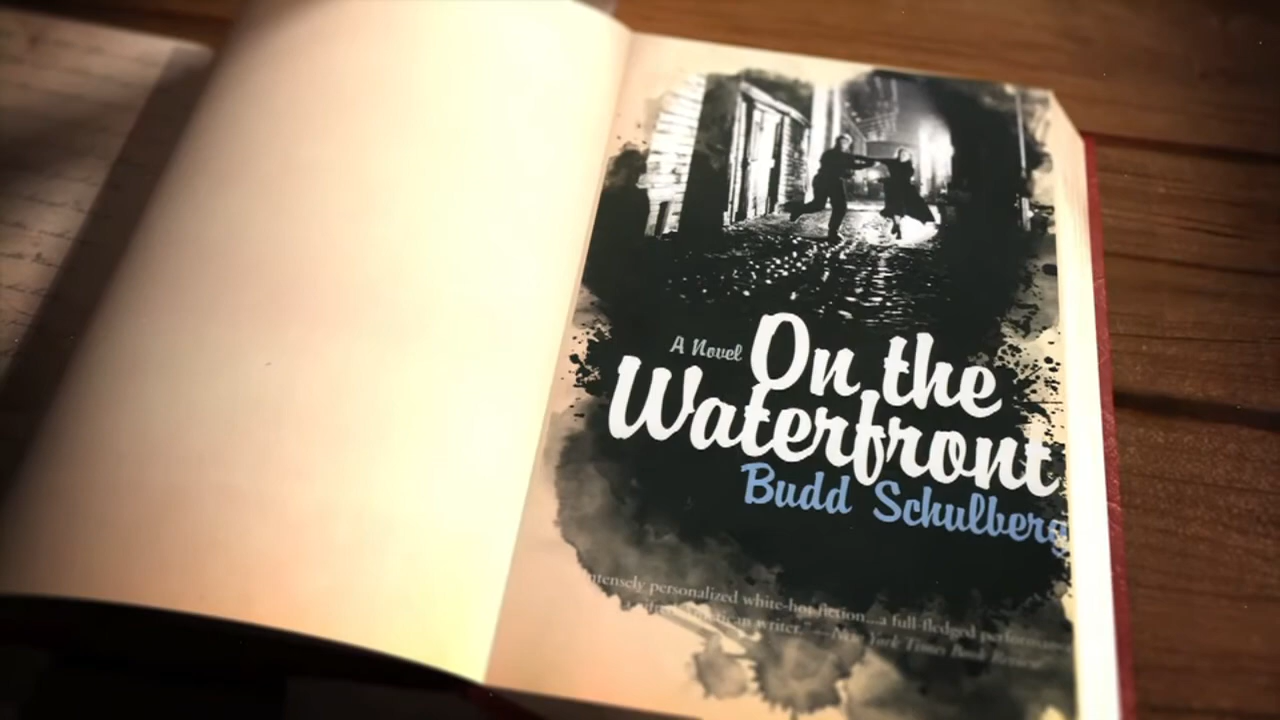 A Novel On the
Waterfront
Budd Schulberg
ntensely personalized white-hot fiction...a full-fledged performance
writer." —New York Times Book Review